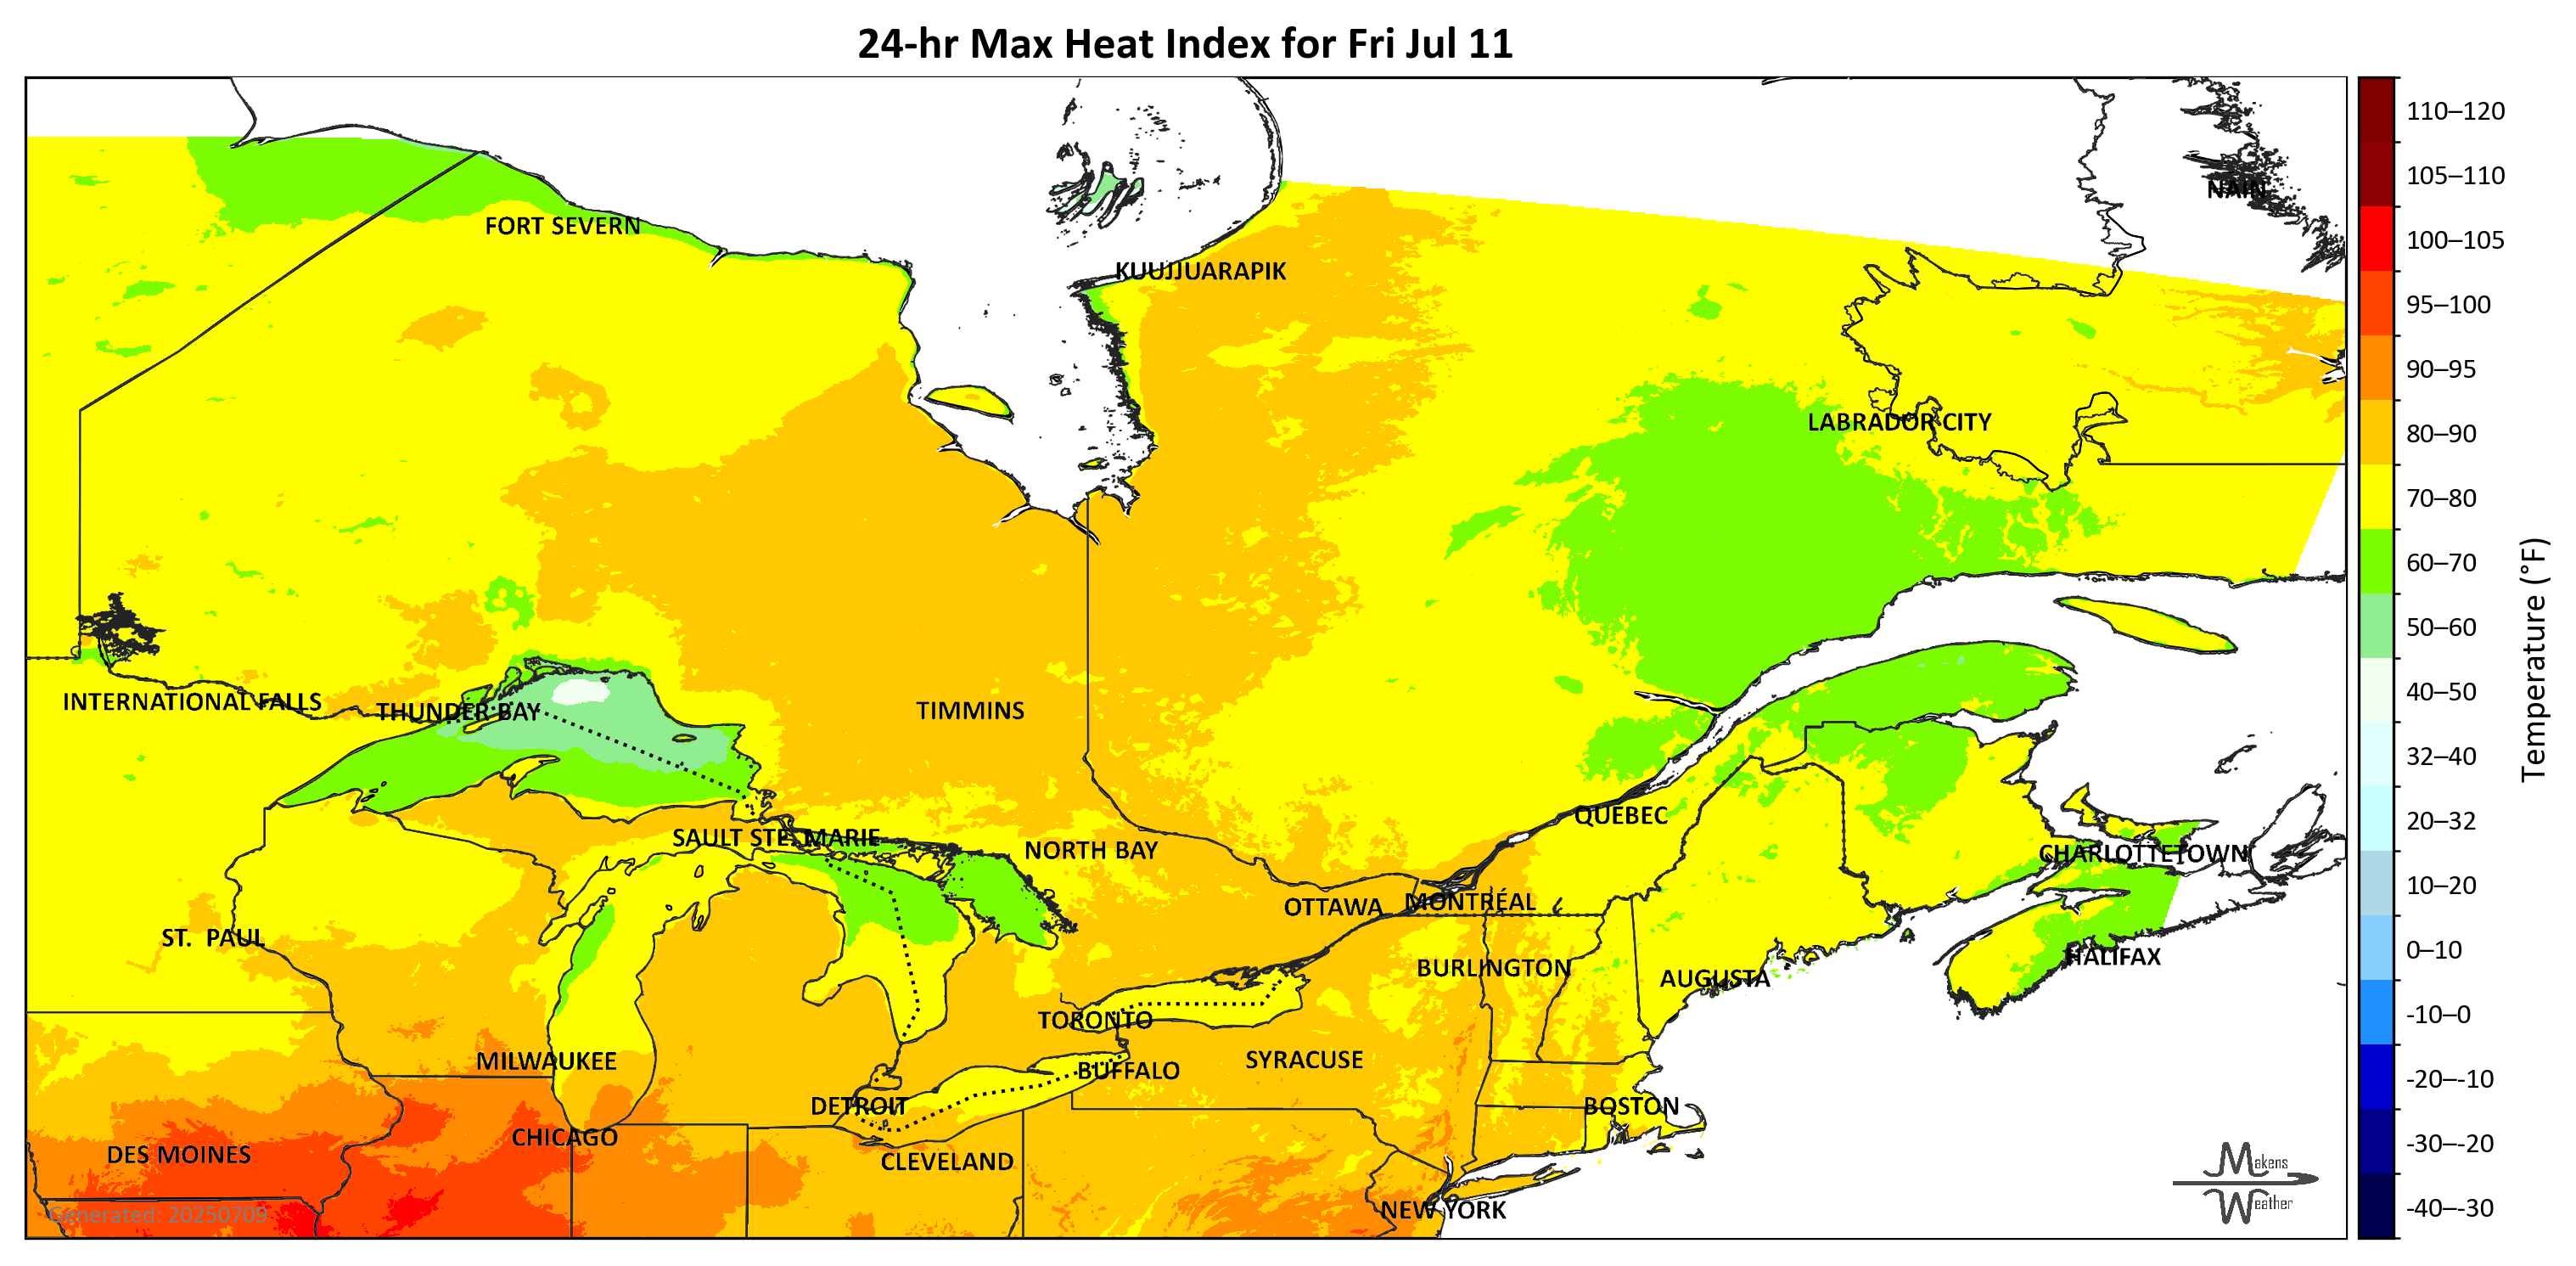 24-hr Max Heat Index for Fri Jul 11
NAIN
FORT SEVERN
KUUJJUARAPIK
LABRADOR CITY
INTERNATIONAL FALLS
THUNDER BAY
TIMMINS
QUÉBEC
SAULT STE. MARIE
NORTH BAY
CHARLOTTETOWN
OTTAWA
MONTRÉAL
ST. PAUL
HALIFAX
BURLINGTON
AUGUSTA
TORONTO
MILWAUKEE
SYRACUSE
BUFFALO
DETROIT
BOSTON
CHICAGO
DES MOINES
CLEVELAND
NEW YORK
Generated: 20250709
Makens
Weather
110–120
105–110
100–105
95–100
90–95
80–90
70–80
60–70
50–60
40–50
32–40
20–32
10–20
0–10
-10–0
-20–-10
-30–-20
-40–-30
Temperature (°F)